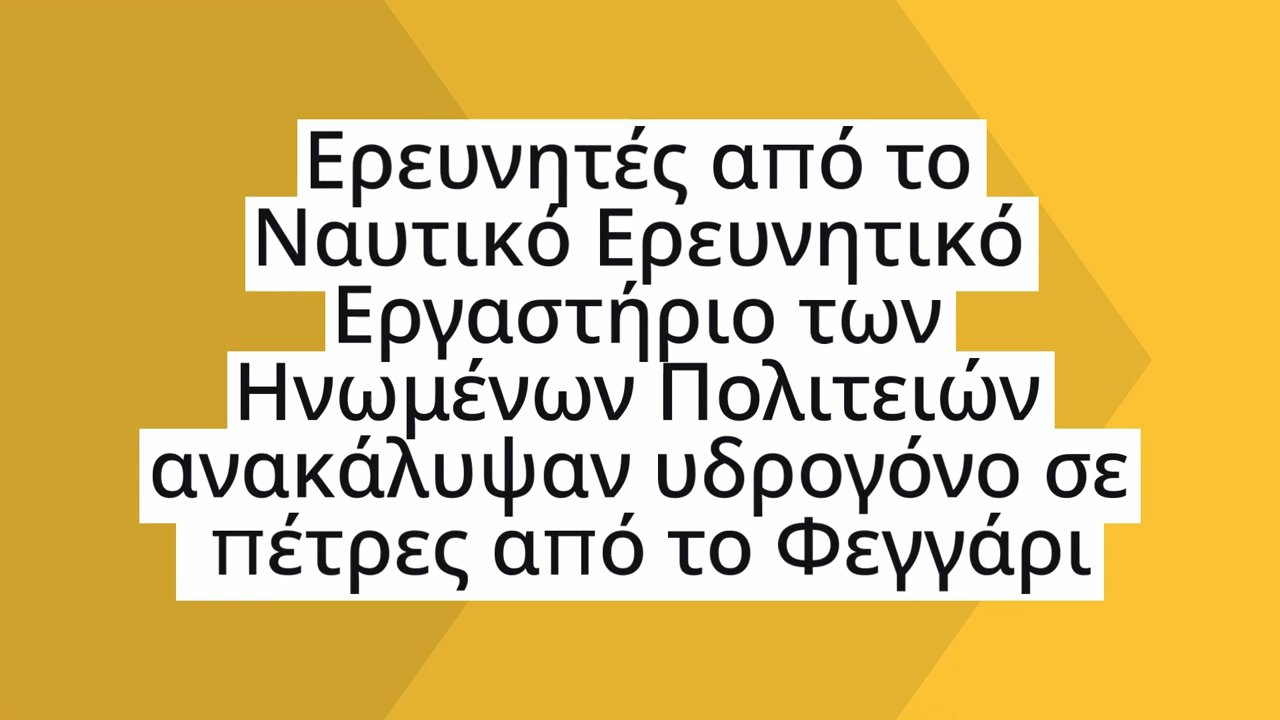 Ερευνητές από το
Ναυτικό Ερευνητικό
Εργαστήριο των
Ηνωμένων Πολιτειών
ανακάλυψαν υδρογόνο σε
πέτρες από το Φεγγάρι